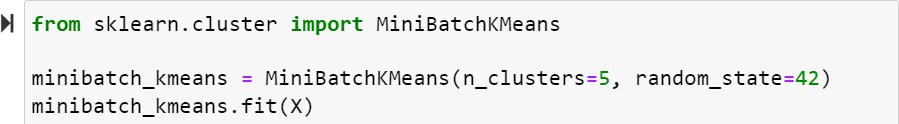 from sklearn.cluster import MiniBatchKMeans
minibatch_kmeans = MiniBatchKMeans(n_clusters=5, random_state=42)
minibatch_kmeans.fit(X)